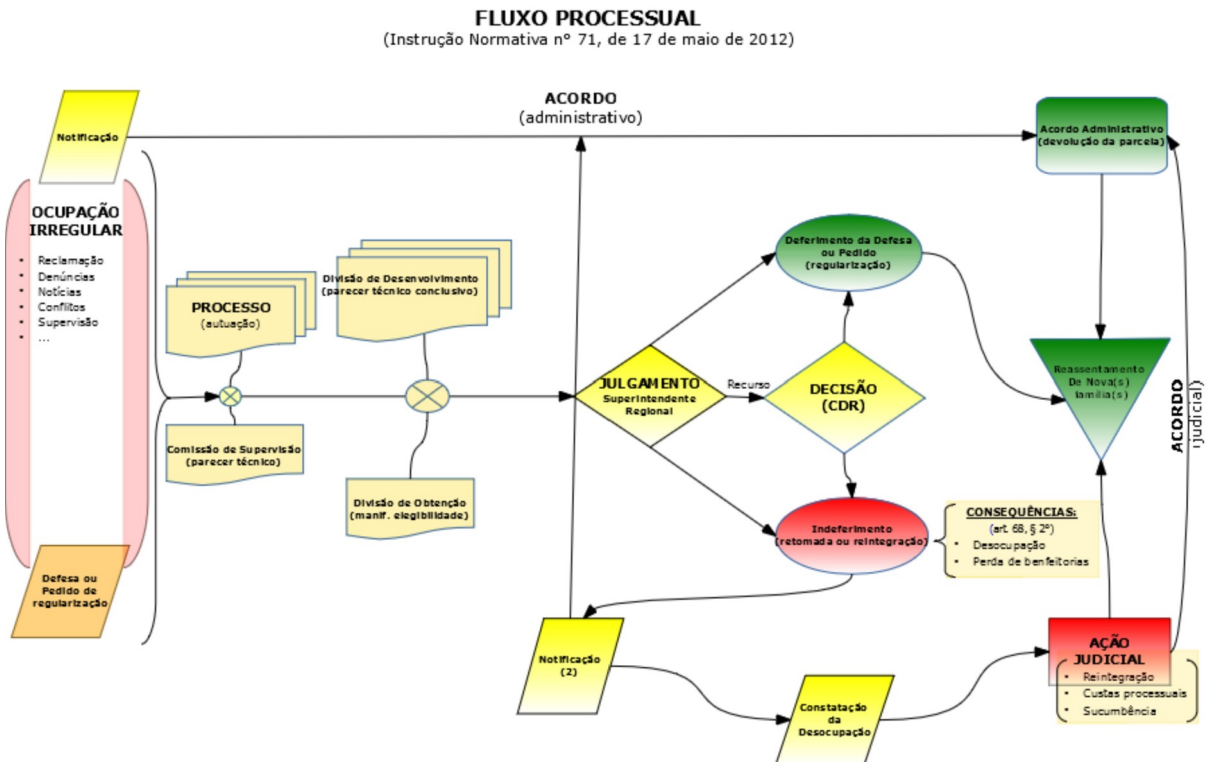 FLUXO PROCESSUAL
(Instrução Normativa nº 71, de 17 de maio de 2012)
ACORDO
(administrativo)
Notificação
Acordo Administrativo
(devolução da parcela)
OCUPAÇÃO
IRREGULAR
• Reclamação
• Denúncias
• Notícias
• Conflitos
• Supervisão
• ...
PROCESSO
(autuação)
Divisão de Desenvolvimento
(parecer técnico conclusivo)
Deferimento da Defesa
ou Pedido
(regularização)
JULGAMENTO
Superintendente
Regional
Recurso
DECISÃO
(CDR)
Reassentamento
De Nova(s)
família(s)
ACORDO
(judicial)
Comissão de Supervisão
(parecer técnico)
Divisão de Obtenção
(manif. elegebilidade)
Indeferimento
(retomada ou reintegração)
CONSEQUÊNCIAS:
(art. 68, § 2º)
• Desocupação
• Perda de benfeitorias
Defesa ou
Pedido de
regularização
Notificação
(2)
Constatação
da
Desocupação
AÇÃO
JUDICIAL
• Reintegração
• Custas processuais
• Sucumbência